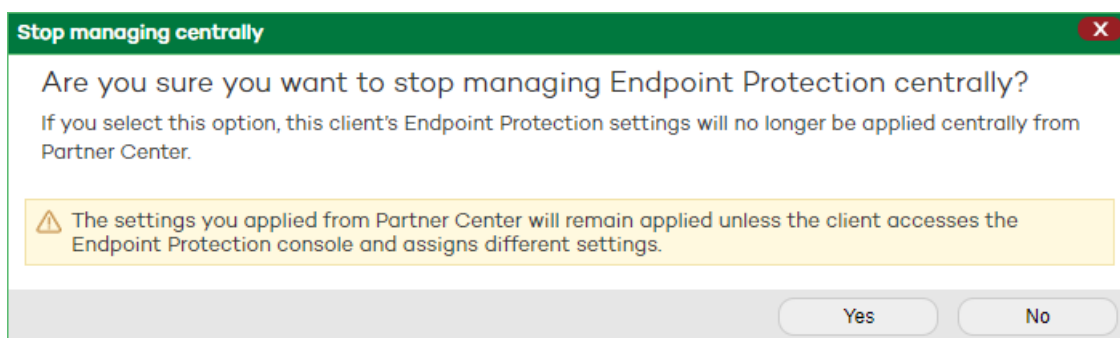 Stop managing centrally
X
Are you sure you want to stop managing Endpoint Protection centrally?
If you select this option, this client's Endpoint Protection settings will no longer be applied centrally from
Partner Center.
The settings you applied from Partner Center will remain applied unless the client accesses the
Endpoint Protection console and assigns different settings.
Yes
No